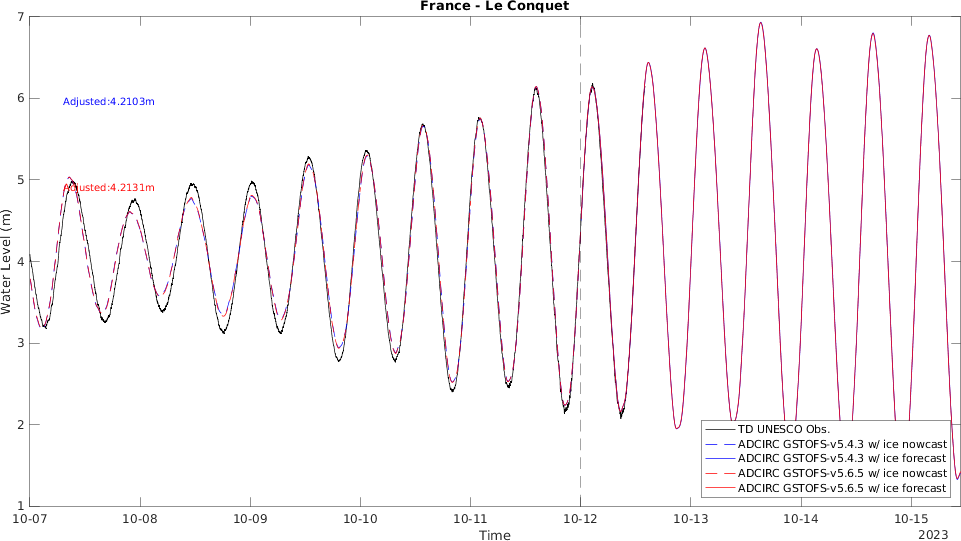 France - Le Conquet
7
6
5
4
3
2
1
Water Level (m)
Adjusted:4.2103m
Adjusted:4.2131m
TD UNESCO Obs.
ADCIRC GSTOFS-v5.4.3 w/ ice nowcast
ADCIRC GSTOFS-v5.4.3 w/ ice forecast
ADCIRC GSTOFS-v5.6.5 w/ ice nowcast
ADCIRC GSTOFS-v5.6.5 w/ ice forecast
10-07 10-08 10-09 10-10 10-11 10-12 10-13 10-14 10-15
Time
2023